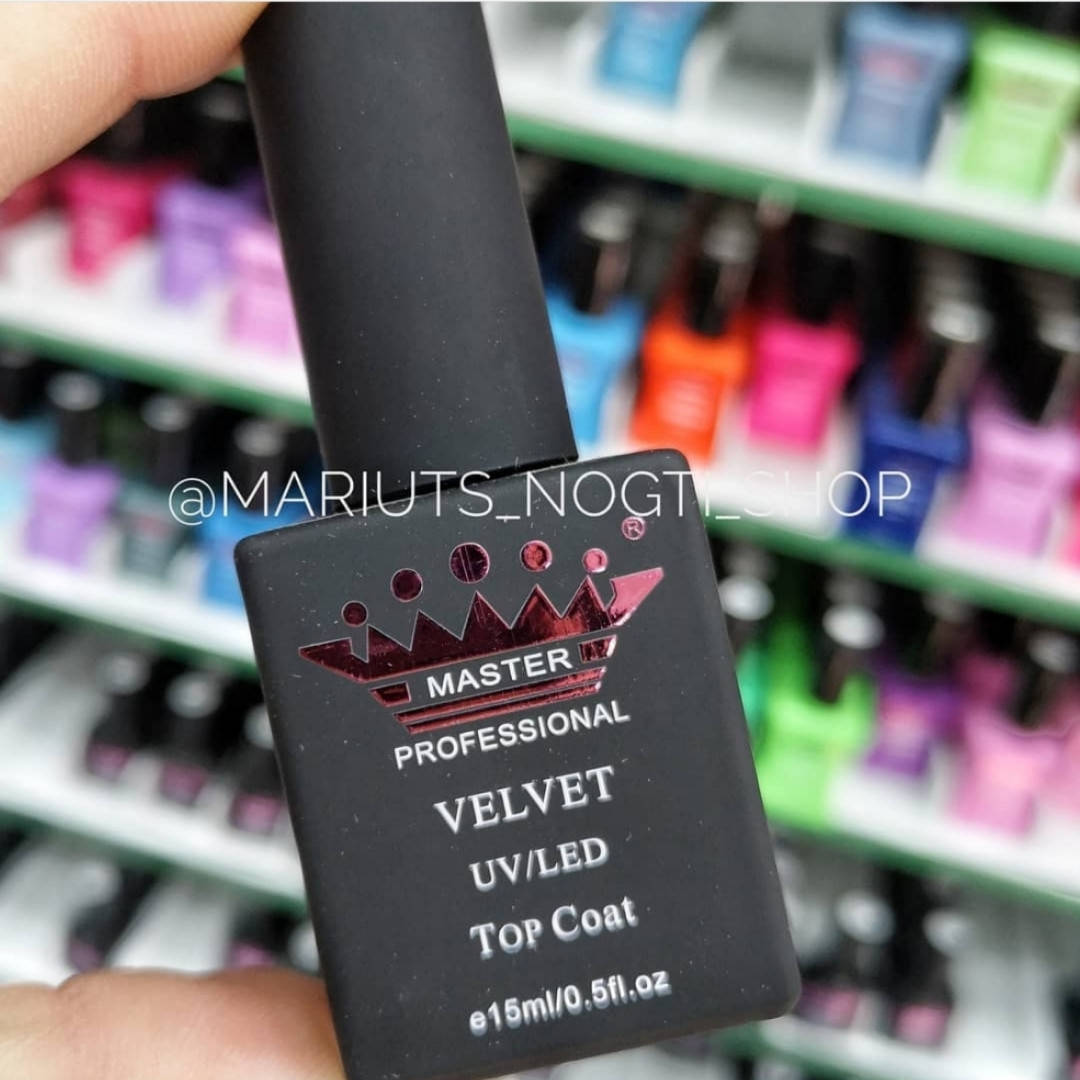 @MARIUTS_NOGTI_SHOP
®
MASTER
PROFESSIONAL
VELVET
UV/LED
TOP COAT
e15ml/0.5fl.oz